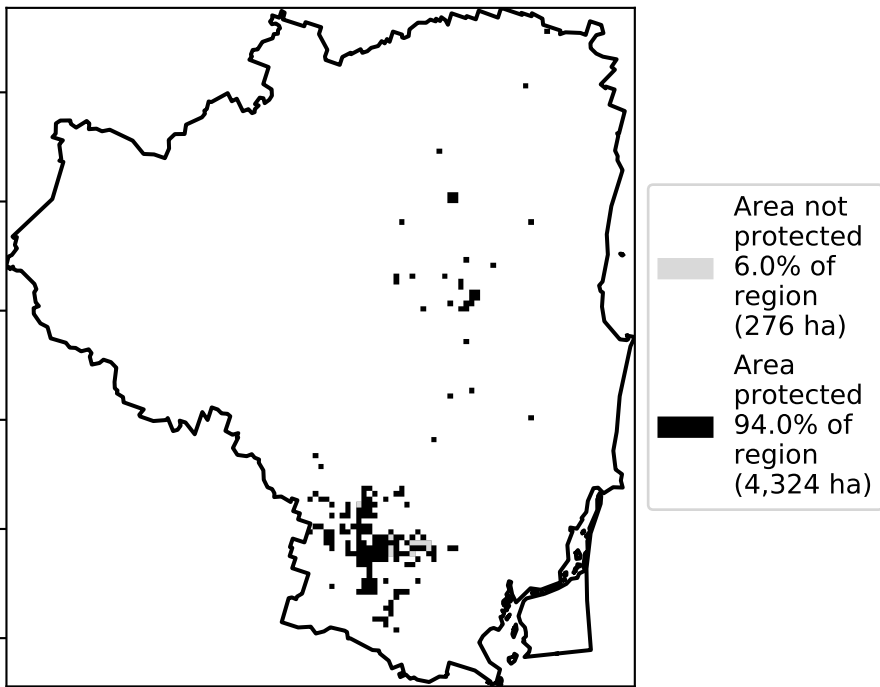 Area not
protected
6.0% of
region
(276 ha)
Area
protected
94.0% of
region
(4,324 ha)